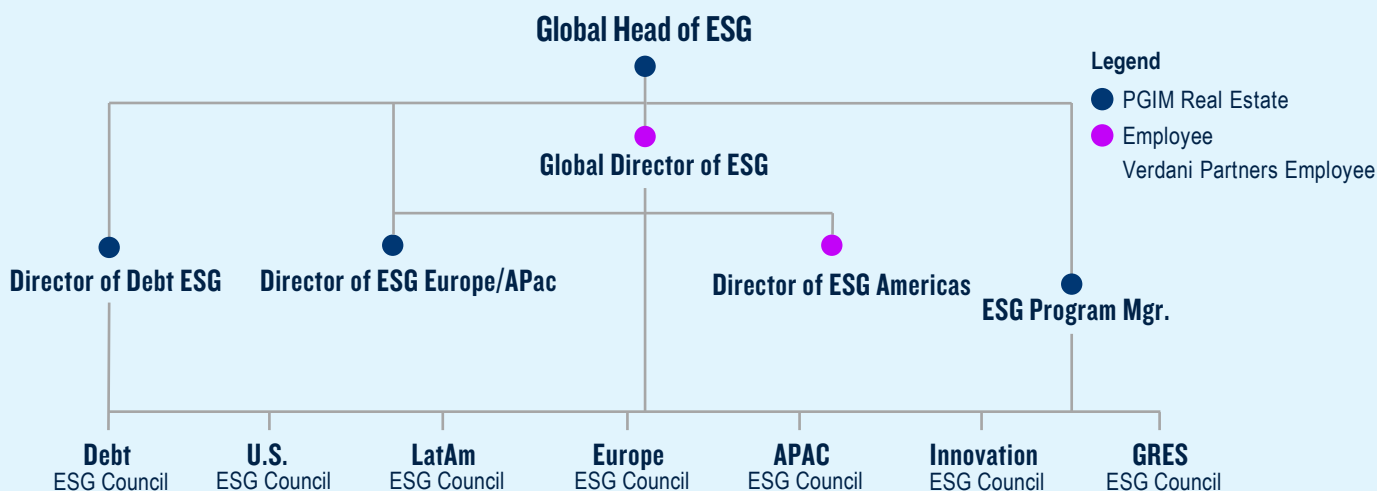 Global Head of ESG
Legend
PGIM Real Estate
Employee
Verdani Partners Employee
Global Director of ESG
Director of Debt ESG
Director of ESG Europe/APac
Director of ESG Americas
ESG Program Mgr.
Debt
ESG Council
U.S.
ESG Council
LatAm
ESG Council
Europe
ESG Council
APAC
ESG Council
Innovation
ESG Council
GRES
ESG Council